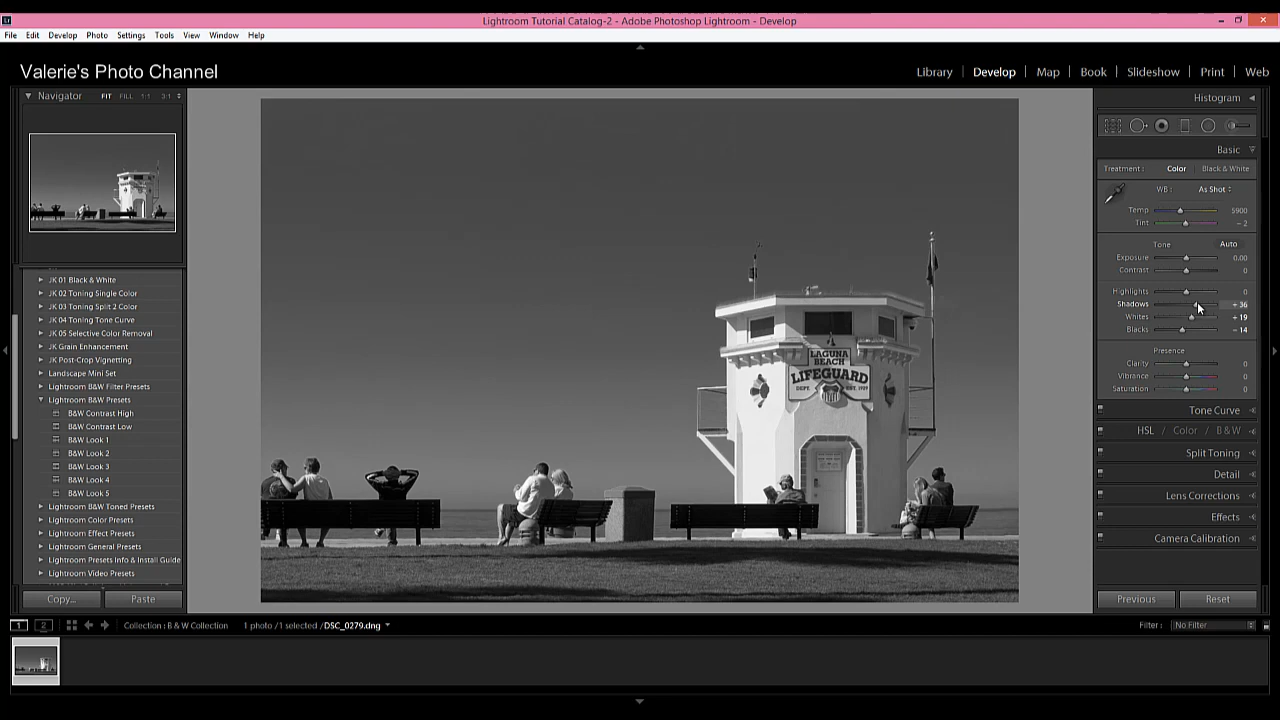 Lightroom Tutorial Catalog-2 - Adobe Photoshop Lightroom - Develop
File Edit Develop Photo Settings Tools View Window Help
Valerie's Photo Channel
Library Develop Map Book Slideshow Print Web
Navigator FIT FILL 1:1 3:1
Histogram
Basic
Treatment : Color Black & White
WB : As Shot
Temp 5900
Tint - 2
Tone Auto
Exposure 0.00
Contrast 0
Highlights 0
Shadows + 36
Whites + 19
Blacks - 14
Presence
Clarity 0
Vibrance 0
Saturation 0
Tone Curve
HSL / Color / B & W
Split Toning
Detail
Lens Corrections
Effects
Camera Calibration
Previous Reset
JK 01 Black & White
JK 02 Toning Single Color
JK 03 Toning Split 2 Color
JK 04 Toning Tone Curve
JK 05 Selective Color Removal
JK Grain Enhancement
JK Post-Crop Vignetting
Landscape Mini Set
Lightroom B&W Filter Presets
Lightroom B&W Presets
B&W Contrast High
B&W Contrast Low
B&W Look 1
B&W Look 2
B&W Look 3
B&W Look 4
B&W Look 5
Lightroom B&W Toned Presets
Lightroom Color Presets
Lightroom Effect Presets
Lightroom General Presets
Lightroom Presets Info & Install Guide
Lightroom Video Presets
Copy... Paste
LAGUNA
BEACH
LIFEGUARD
DEPT. EST. 1929
1 2 Collection : B & W Collection 1 photo / 1 selected / DSC_0279.dng Filter : No Filter